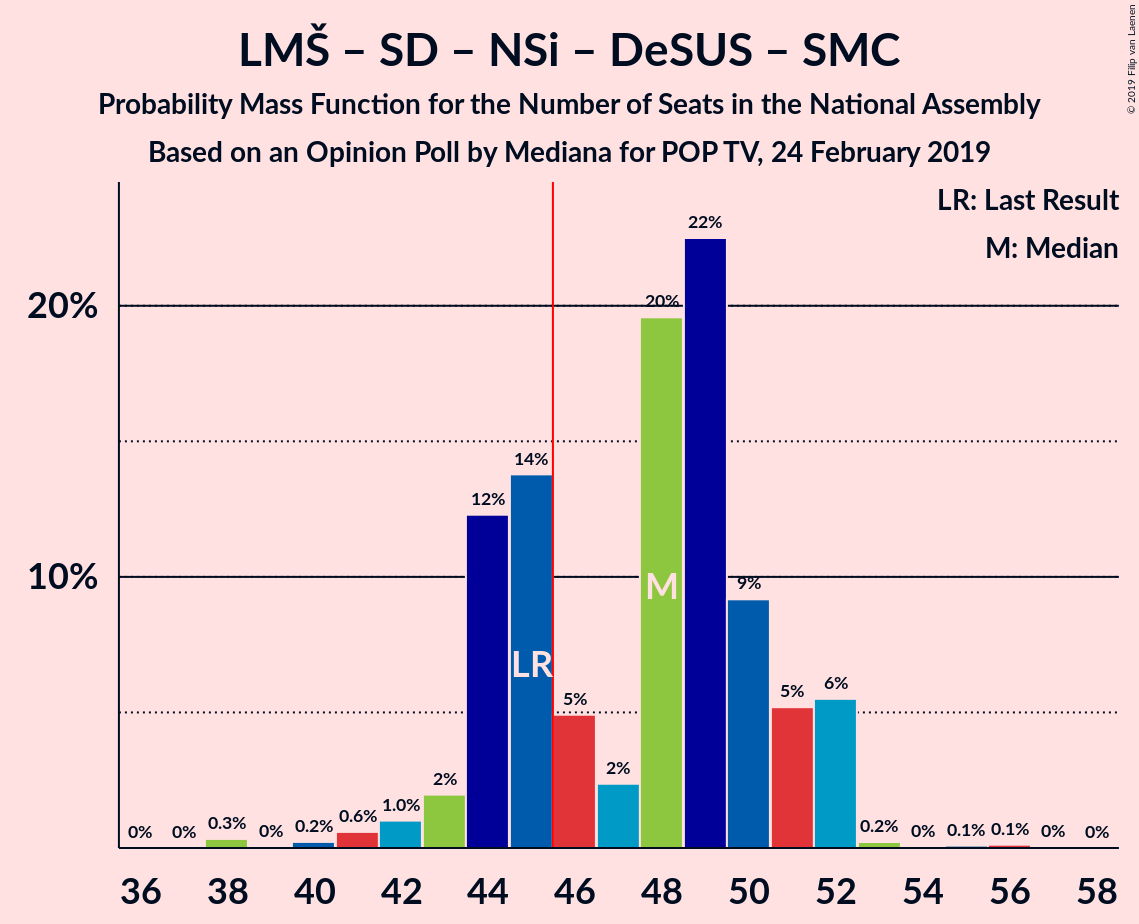 LMŠ – SD – NSi – DeSUS – SMC
Probability Mass Function for the Number of Seats in the National Assembly
Based on an Opinion Poll by Mediana for POP TV, 24 February 2019
© 2019 Filip van Laenen
LR: Last Result
M: Median
20%
10%
0% 0% 0.3% 0% 0.2% 0.6% 1.0% 2% 12% 14% 5% 2% 20% 22% 9% 5% 6% 0.2% 0% 0.1% 0.1% 0% 0%
LR
M
36 38 40 42 44 46 48 50 52 54 56 58